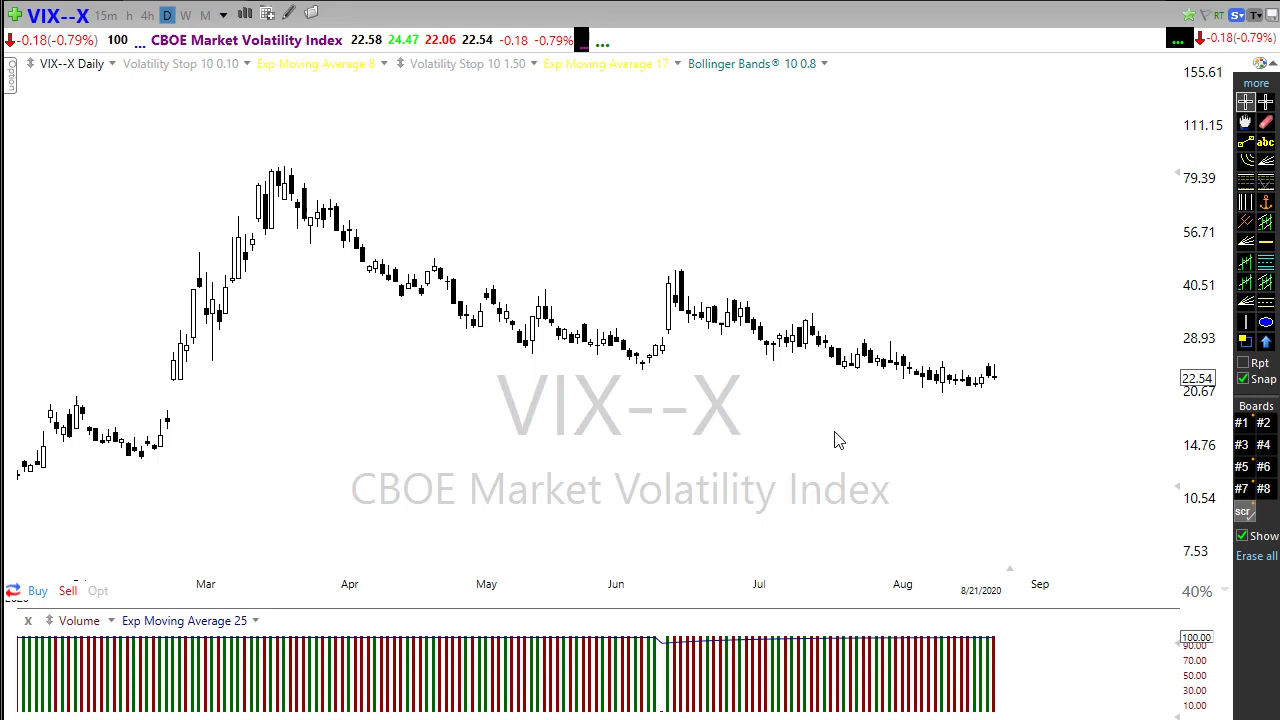 VIX--X 15m h 4h D W M RT S T
-0.18(-0.79%) 100 ... CBOE Market Volatility Index 22.58 24.47 22.06 22.54 -0.18 -0.79% ... ... ... -0.18(-0.79%)
Option
VIX--X Daily Volatility Stop 10 0.10 Exp Moving Average 8 Volatility Stop 10 1.50 Exp Moving Average 17 Bollinger Bands® 10 0.8
155.61
more
111.15
abc
79.39
56.71
40.51
28.93
Rpt
22.54
Snap
20.67
VIX--X
Boards
#1 #2
14.76
#3 #4
CBOE Market Volatility Index
#5 #6
10.54
#7 #8
scr
Show
7.53
Erase all
Mar Apr May Jun Jul Aug Sep
Buy Sell Opt 8/21/2020 40%
X Volume Exp Moving Average 25
100.00
90.00
70.00
50.00
30.00
10.00